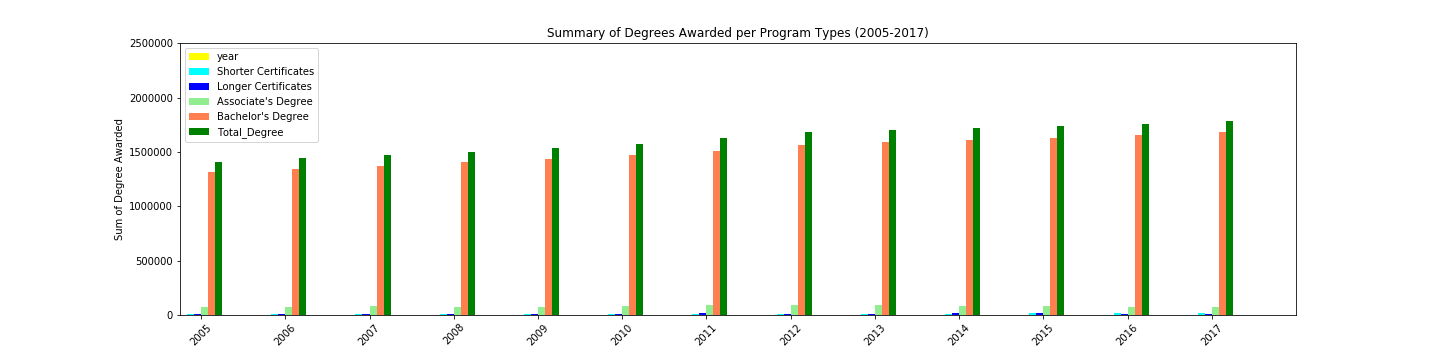 Summary of Degrees Awarded per Program Types (2005-2017)
2500000
2000000
1500000
1000000
500000
0
Sum of Degree Awarded
year
Shorter Certificates
Longer Certificates
Associate's Degree
Bachelor's Degree
Total_Degree
2005 2006 2007 2008 2009 2010 2011 2012 2013 2014 2015 2016 2017